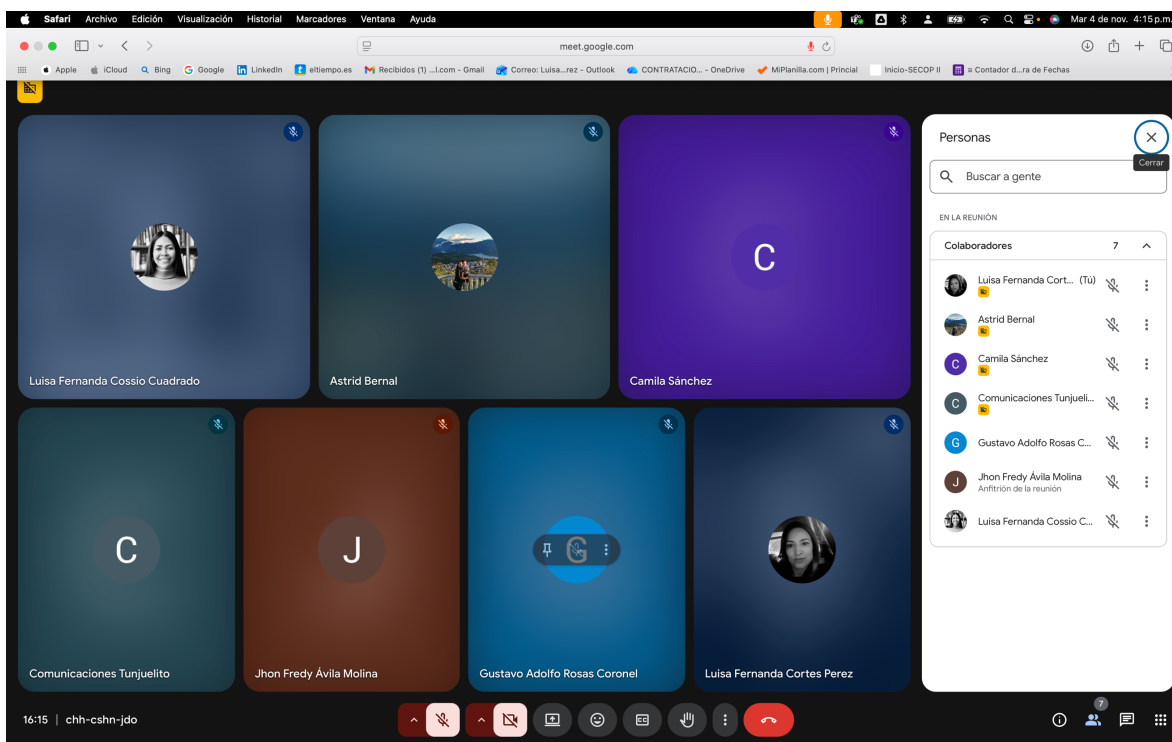 Safari Archivo Edición Visualización Historial Marcadores Ventana Ayuda
Mar 4 de nov. 4:15 p.m.
meet.google.com
Apple iCloud Bing Google LinkedIn eltiempo.es Recibidos (1) ...l.com - Gmail Correo: Luisa...rez - Outlook CONTRATACIO... - OneDrive MiPlanilla.com | Princial Inicio-SECOP II = Contador d...ra de Fechas
Luisa Fernanda Cossio Cuadrado
Astrid Bernal
C
Camila Sánchez
C
Comunicaciones Tunjuelito
J
Jhon Fredy Ávila Molina
G
Gustavo Adolfo Rosas Coronel
Luisa Fernanda Cortes Perez
Personas
Cerrar
Buscar a gente
EN LA REUNIÓN
Colaboradores 7
Luisa Fernanda Cort... (Tú)
Astrid Bernal
C Camila Sánchez
C Comunicaciones Tunjueli...
G Gustavo Adolfo Rosas C...
J Jhon Fredy Ávila Molina
Anfitrión de la reunión
Luisa Fernanda Cossio C...
16:15 | chh-cshn-jdo
CC
7